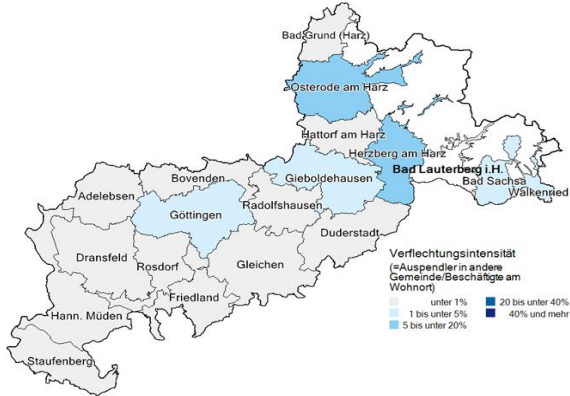 Bad Grund (Harz)
Osterode am Harz
Hattorf am Harz
Herzberg am Harz
Bad Lauterberg i.H.
Bad Sachsa
Walkenried
Gieboldehausen
Bovenden
Adelebsen
Göttingen
Radolfshausen
Duderstadt
Dransfeld
Rosdorf
Gleichen
Friedland
Hann. Müden
Staufenberg
Verflechtungsintensität
(=Auspendler in andere
Gemeinde/Beschäftigte am
Wohnort)
unter 1%
1 bis unter 5%
5 bis unter 20%
20 bis unter 40%
40% und mehr